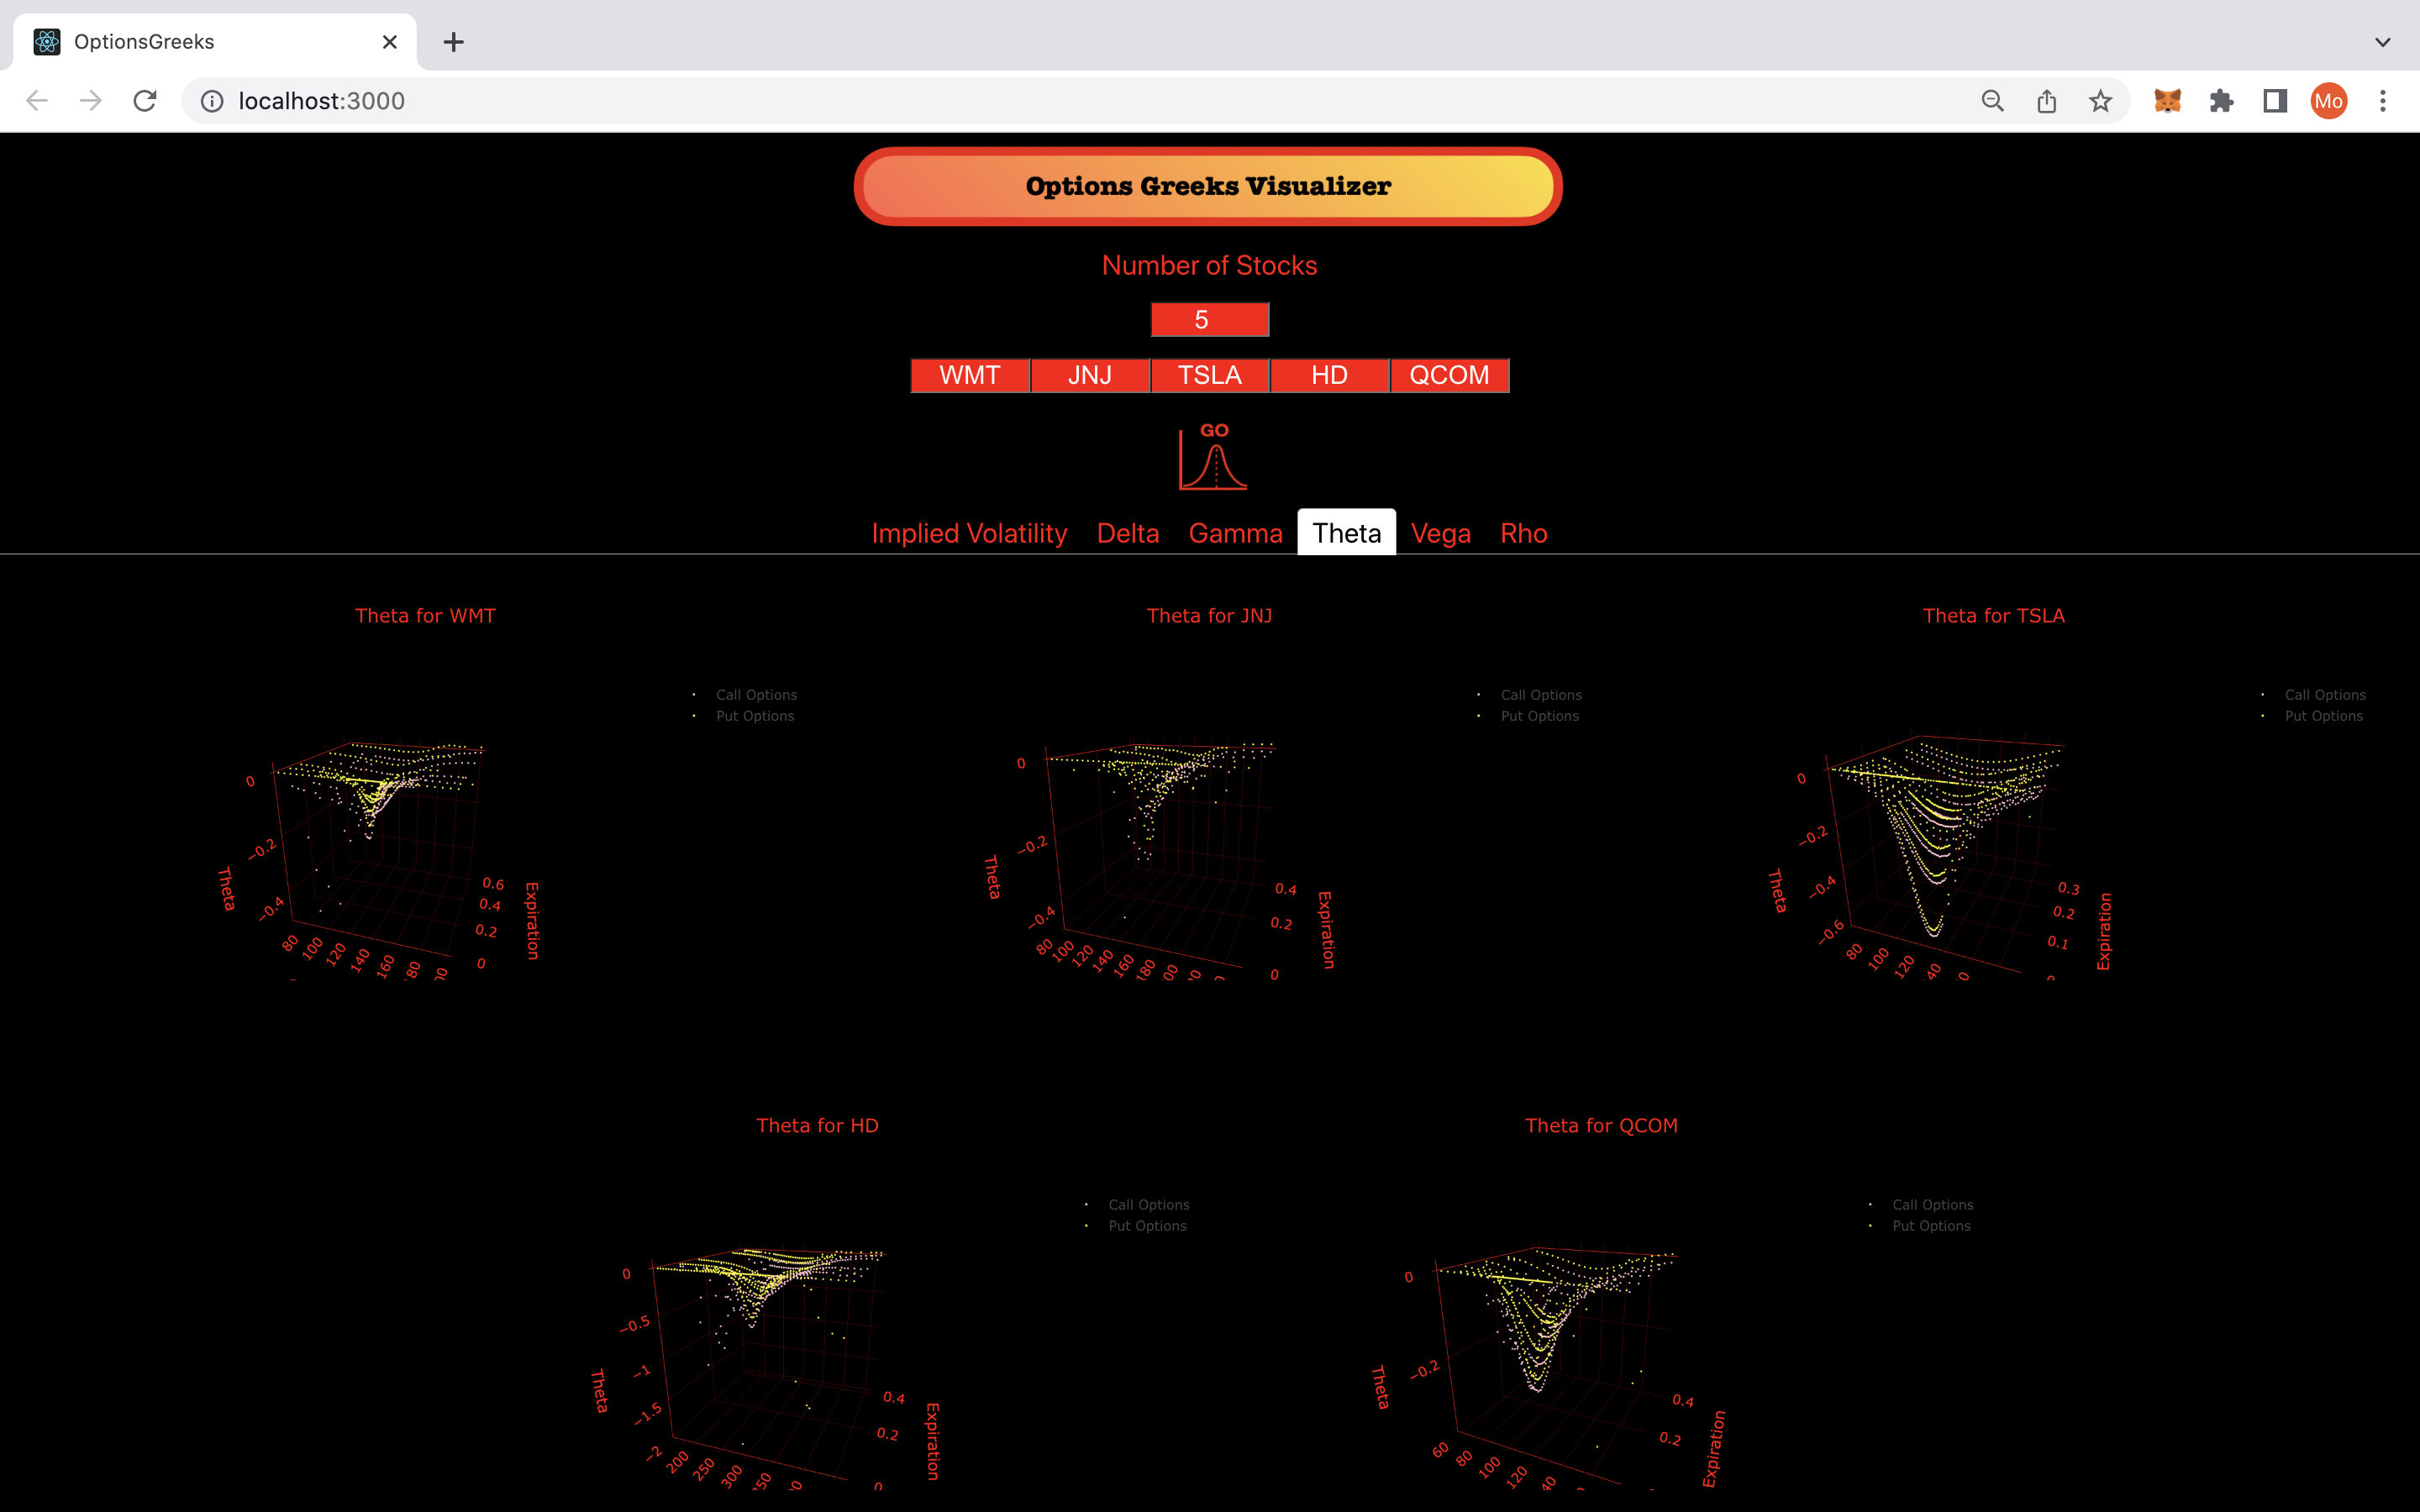 OptionsGreeks
localhost:3000
Mo
Options Greeks Visualizer
Number of Stocks
5
WMT JNJ TSLA HD QCOM
GO
Implied Volatility Delta Gamma Theta Vega Rho
Theta for WMT
Call Options
Put Options
0
−0.2
−0.4
Theta
80
100
120
140
160
80
0.6
0.4
0.2
0
Expiration
Theta for JNJ
Call Options
Put Options
0
−0.2
−0.4
Theta
80
100
120
140
160
180
0.4
0.2
0
Expiration
Theta for TSLA
Call Options
Put Options
0
−0.2
−0.4
−0.6
Theta
80
100
120
40
0.3
0.2
0.1
Expiration
Theta for HD
Call Options
Put Options
0
−0.5
−1
−1.5
−2
Theta
200
250
300
0.4
0.2
Expiration
Theta for QCOM
Call Options
Put Options
0
−0.2
Theta
60
80
100
120
40
0.4
0.2
Expiration